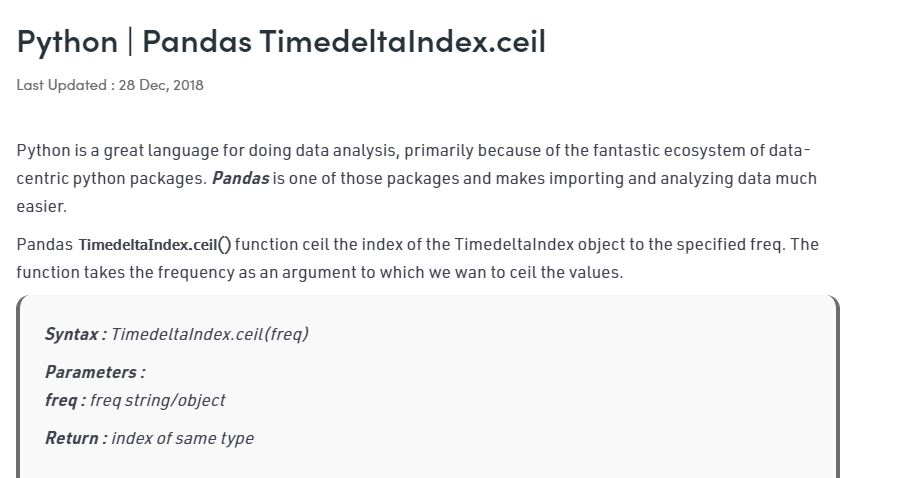 Python | Pandas TimedeltaIndex.ceil
Last Updated : 28 Dec, 2018
Python is a great language for doing data analysis, primarily because of the fantastic ecosystem of data-
centric python packages. Pandas is one of those packages and makes importing and analyzing data much
easier.
Pandas TimedeltaIndex.ceil() function ceil the index of the TimedeltaIndex object to the specified freq. The
function takes the frequency as an argument to which we wan to ceil the values.
Syntax : TimedeltaIndex.ceil(freq)
Parameters :
freq : freq string/object
Return : index of same type